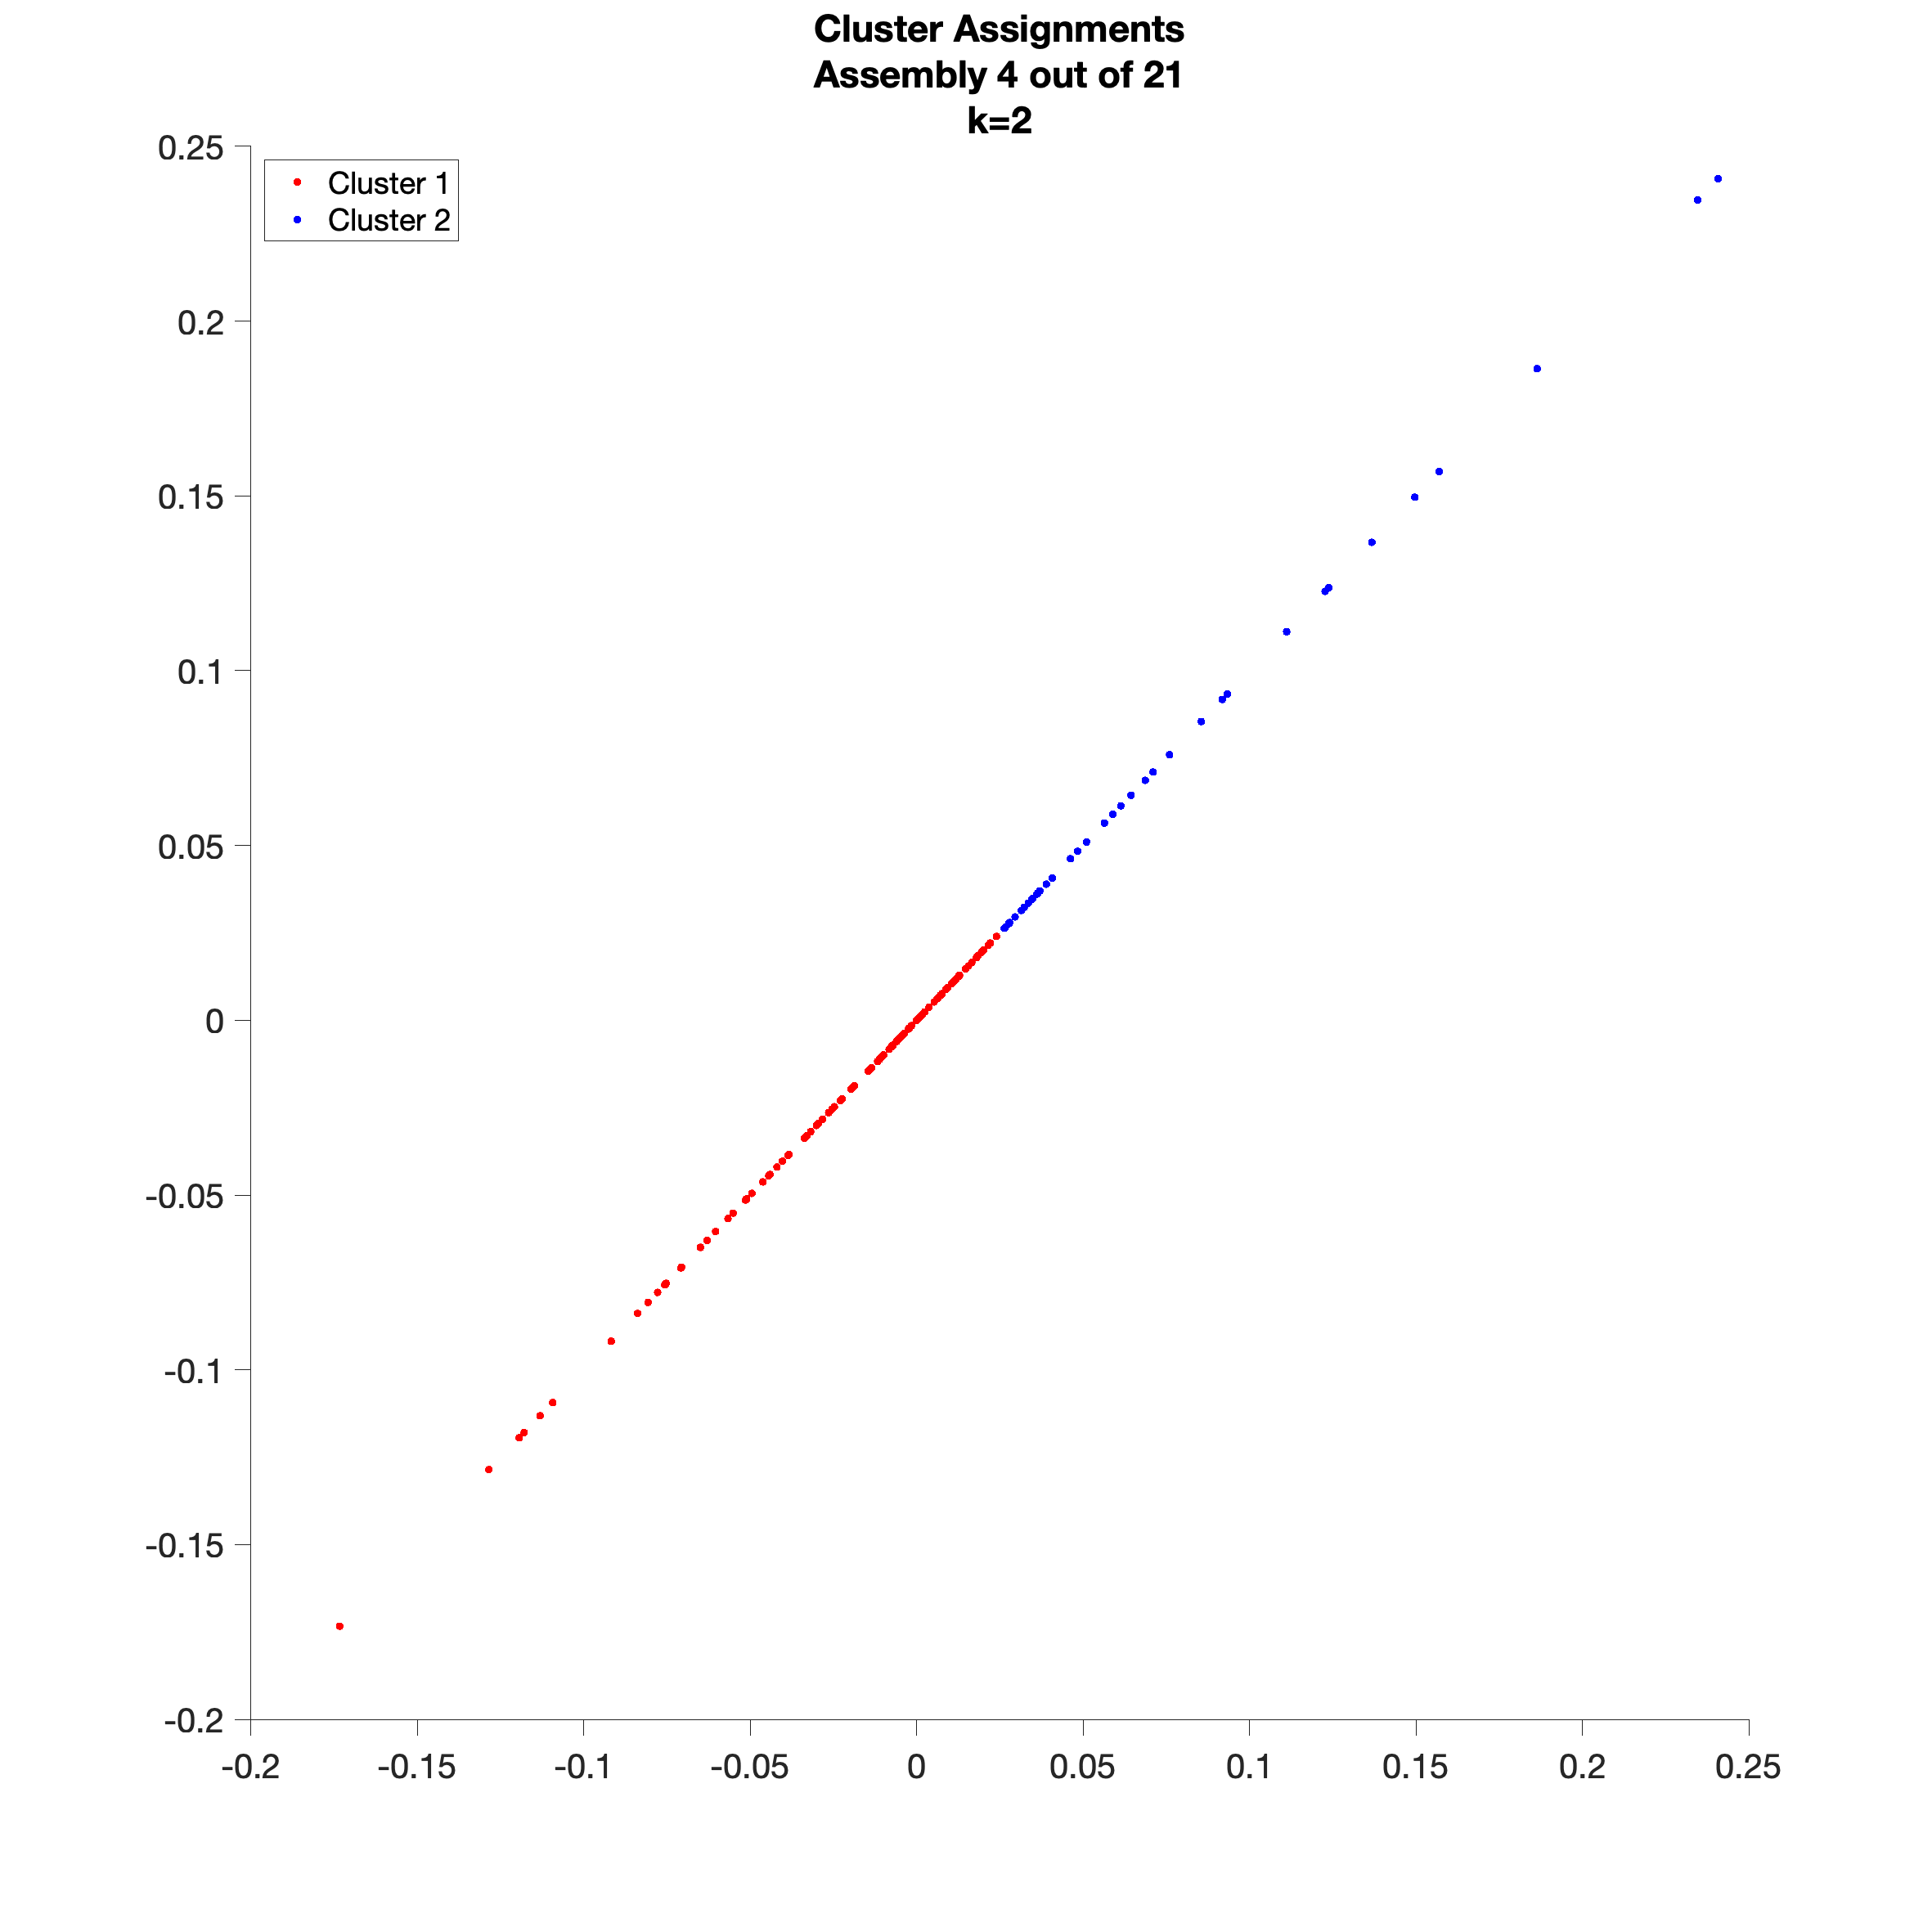 Cluster Assignments
Assembly 4 out of 21
k=2
Cluster 1
Cluster 2
0.25
0.2
0.15
0.1
0.05
0
-0.05
-0.1
-0.15
-0.2
-0.2 -0.15 -0.1 -0.05 0 0.05 0.1 0.15 0.2 0.25